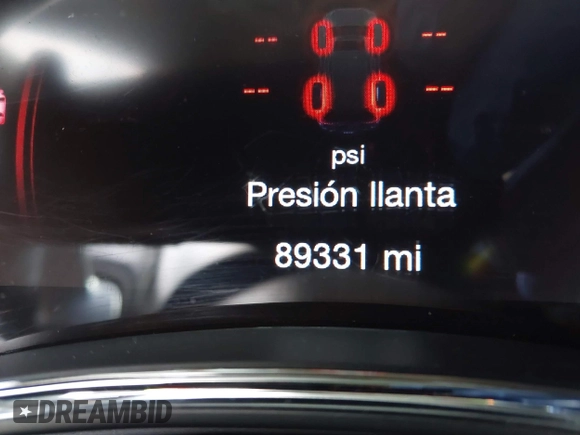 -- --
-- --
psi
Presión llanta
89331 mi
DREAMBID